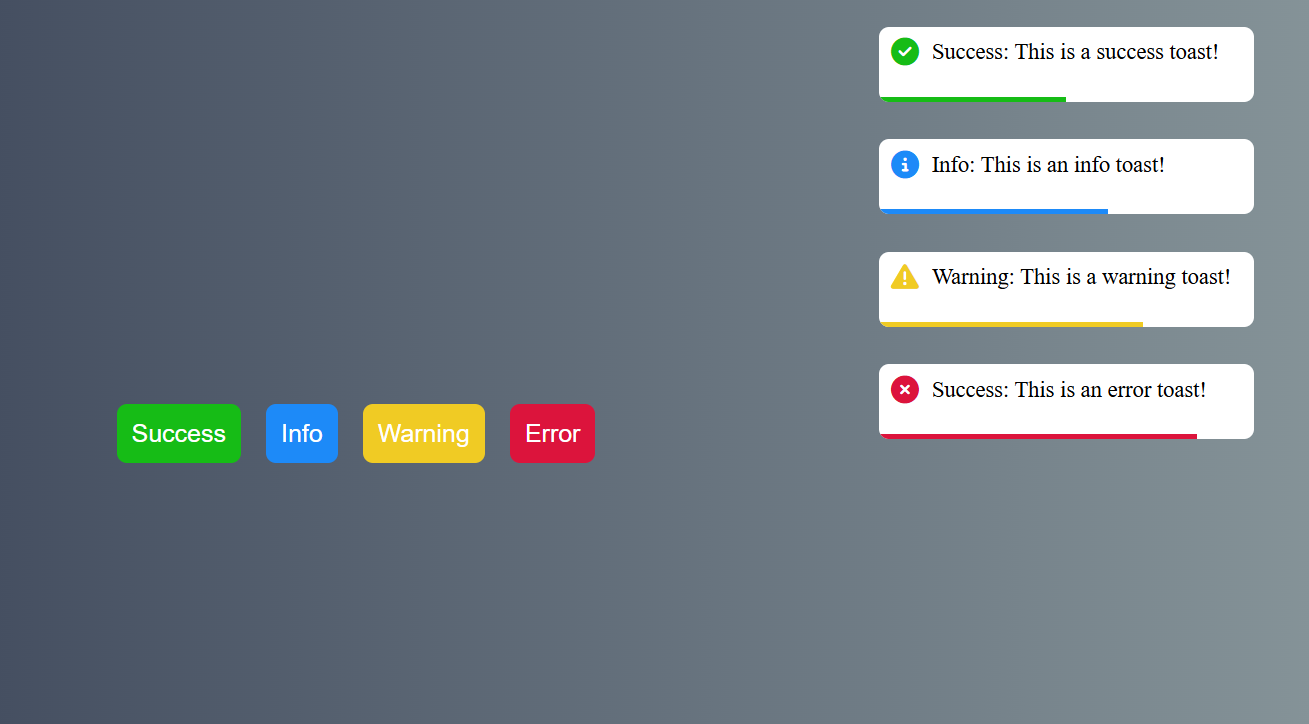 Success: This is a success toast!
Info: This is an info toast!
Warning: This is a warning toast!
Success: This is an error toast!
Success Info Warning Error